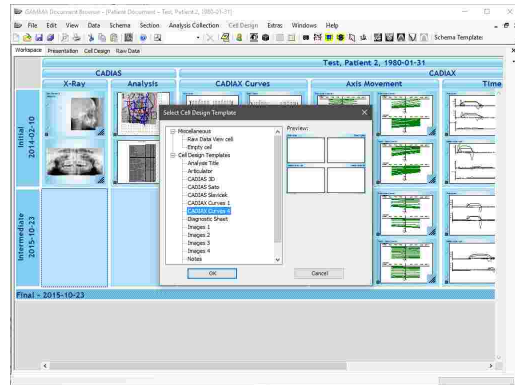 GAMMA Document Browser - [Patient Document - Test, Patient 2, 1980-01-31]
File Edit View Data Schema Section Analysis Collection Cell Design Extras Windows Help
Schema Template:
Workspace Presentation Cell Design Raw Data
Test, Patient 2, 1980-01-31
CADIAS CADIAX
X-Ray Analysis CADIAX Curves Axis Movement Time
Initial
2014-02-10
Intermediate
2015-10-23
Select Cell Design Template
Miscellaneous
Raw Data View cell
Empty cell
Cell Design Templates
Analysis Title
Articulator
CADIAS 3D
CADIAS Sato
CADIAS Slavicek
CADIAX Curves 1
CADIAX Curves 4
Diagnostic Sheet
Images 1
Images 2
Images 3
Images 4
Notes
Preview:
OK Cancel
Final - 2015-10-23